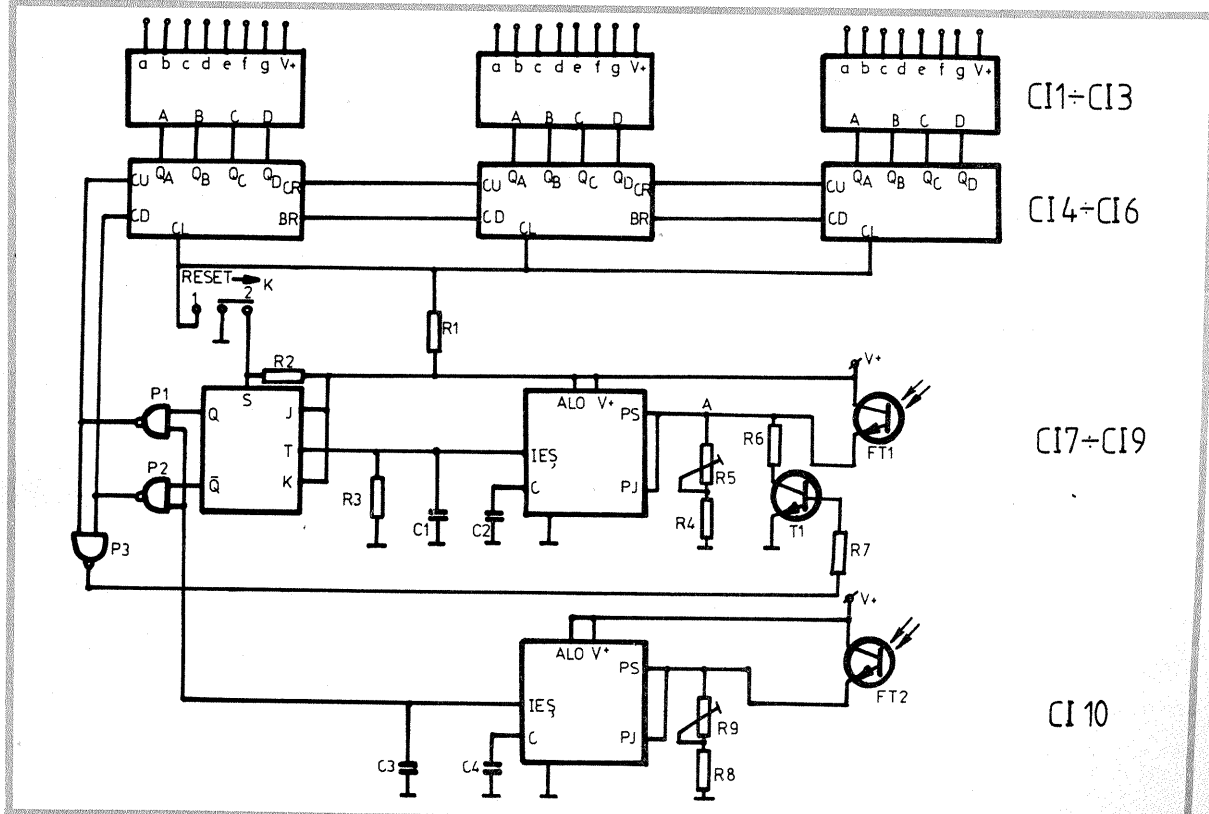 a b c d e f g V+
a b c d e f g V+
a b c d e f g V+
A B C D
A B C D
A B C D
CI1÷CI3
CU QA QB QC QD CR
CD BR
CL
CU QA QB QC QD CR
CD BR
CL
CU QA QB QC QD
CD
CL
CI4÷CI6
RESET → K
1 2
R1
R2
V+
P1
Q S J
T
Q̅ K
P2
R3
C1
C2
ALO V+
PS
IEȘ
C
PJ
A
R5
R4
R6
T1
FT1
R7
CI7÷CI9
P3
V+
ALO V+
PS
IEȘ
C
PJ
C3
C4
R9
R8
FT2
CI 10